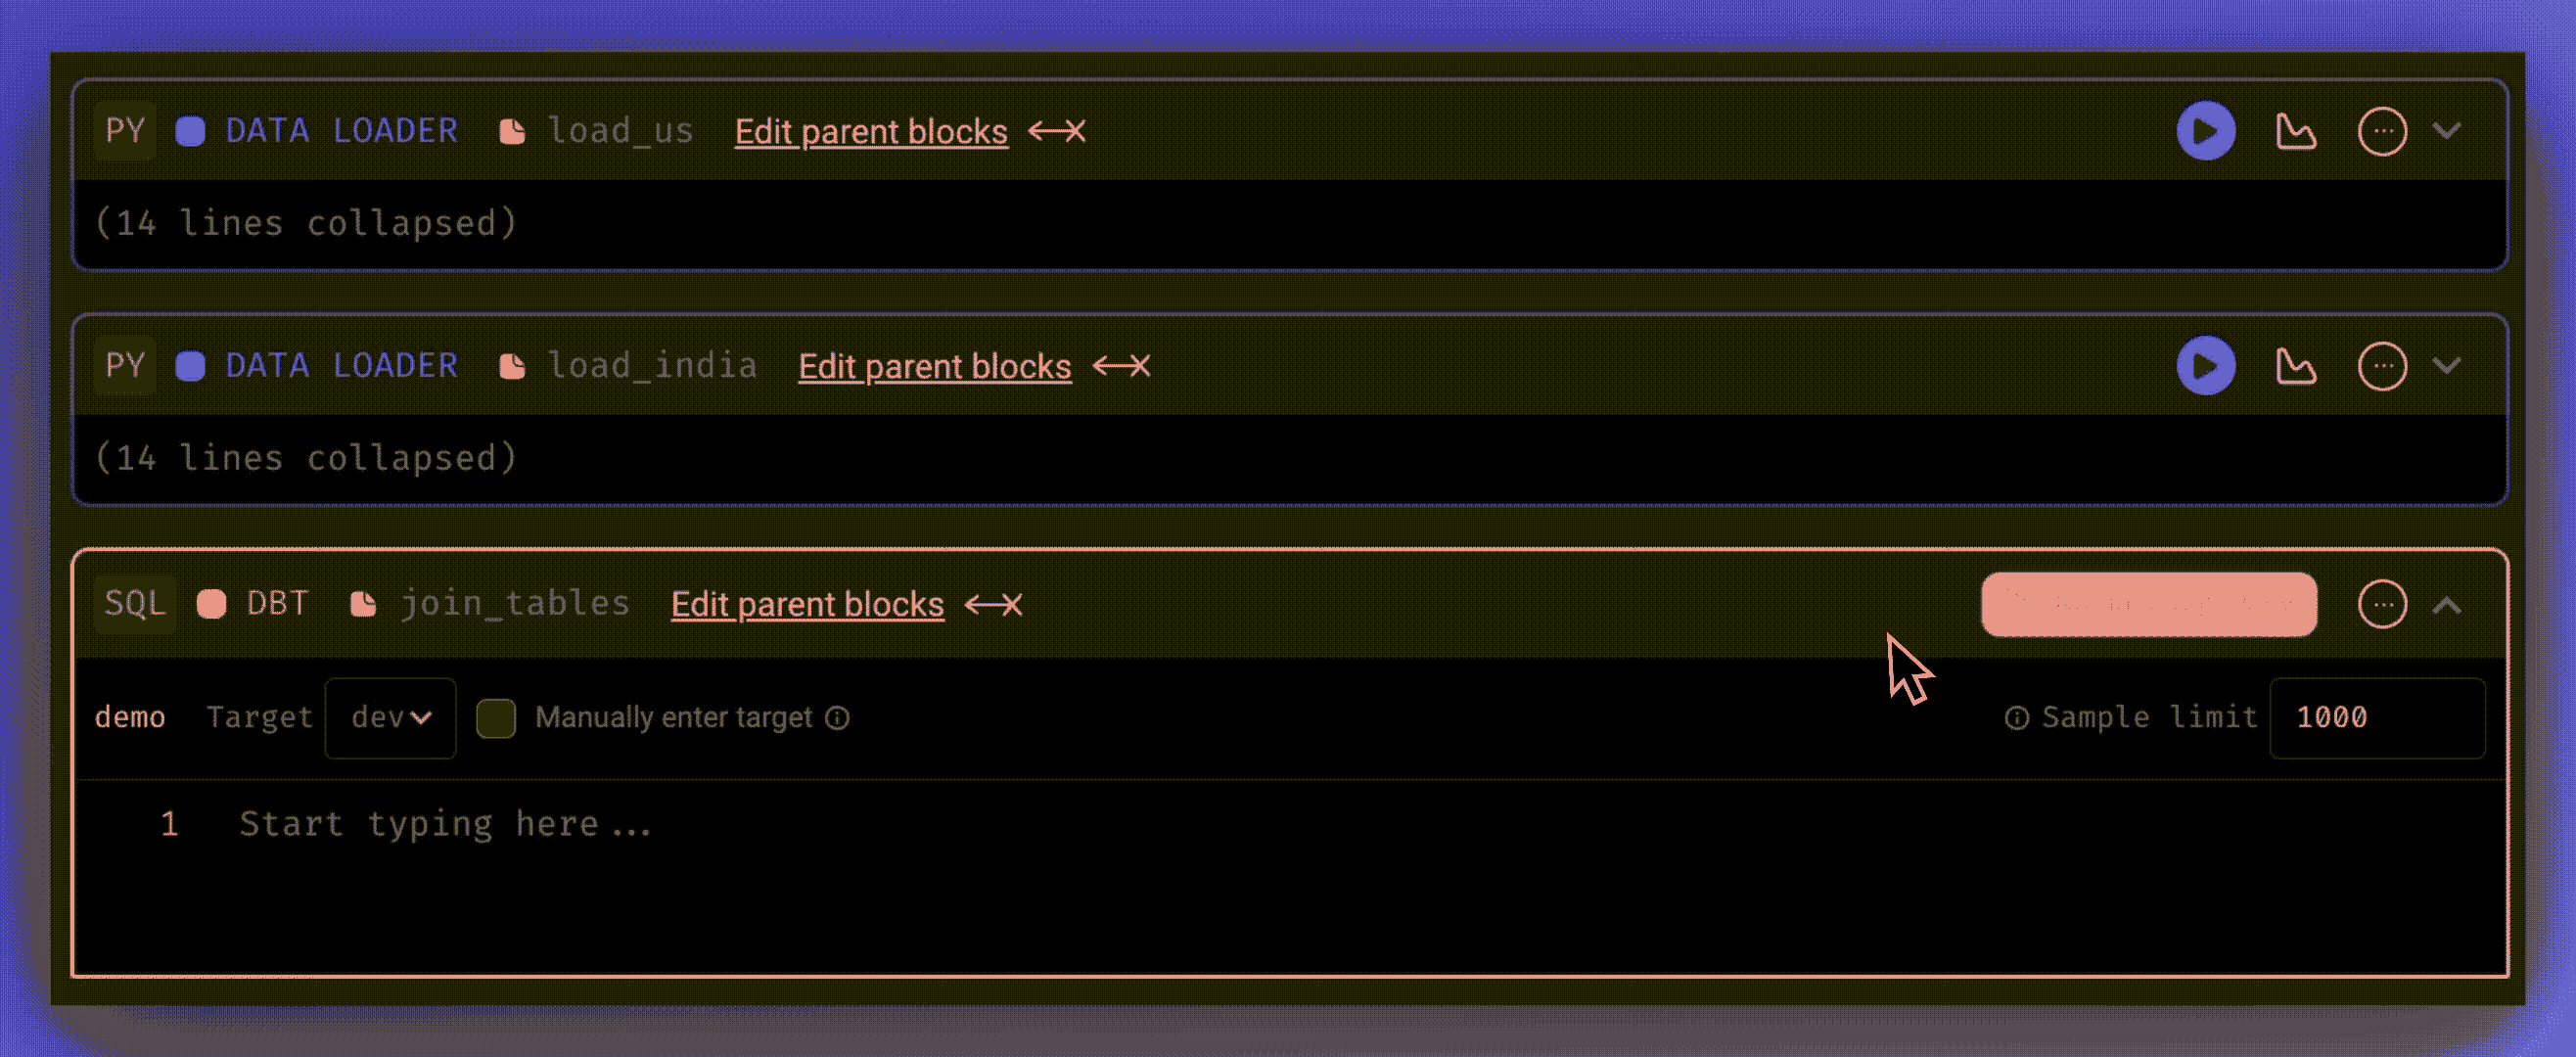 PY DATA LOADER load_us Edit parent blocks
(14 lines collapsed)
PY DATA LOADER load_india Edit parent blocks
(14 lines collapsed)
SQL DBT join_tables Edit parent blocks
demo Target dev Manually enter target Sample limit 1000
1 Start typing here...